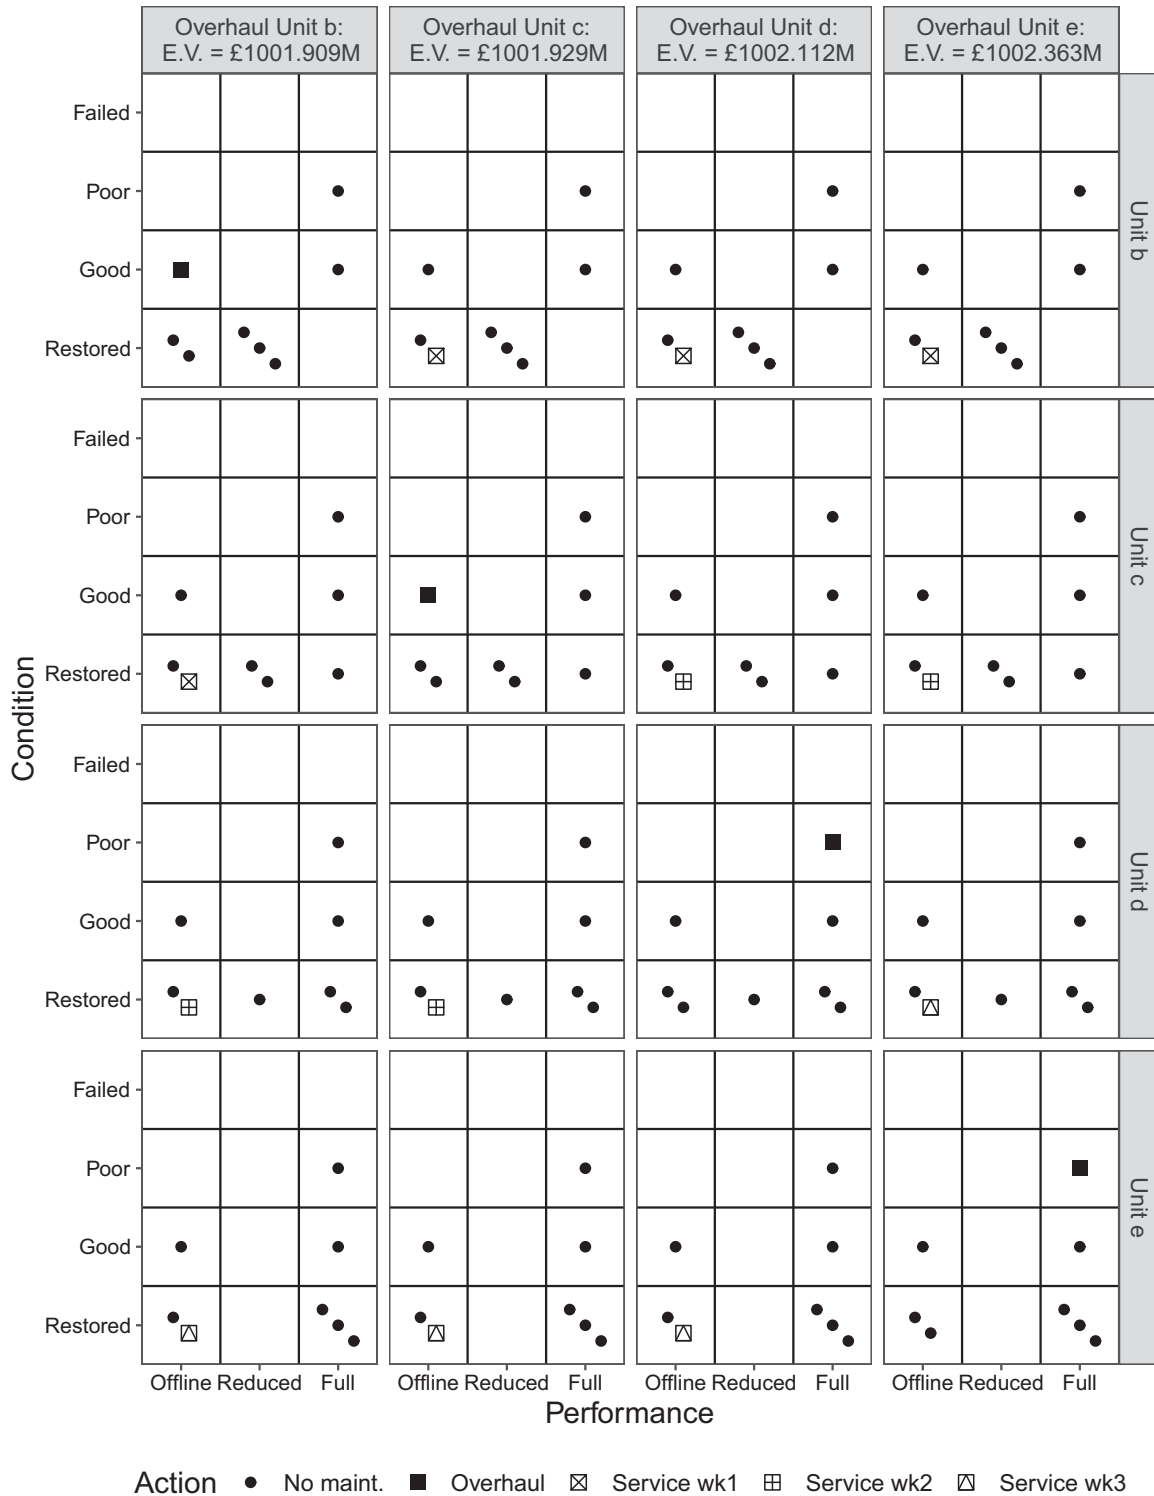 Overhaul Unit b:
E.V. = £1001.909M
Overhaul Unit c:
E.V. = £1001.929M
Overhaul Unit d:
E.V. = £1002.112M
Overhaul Unit e:
E.V. = £1002.363M
Failed
Poor
Good
Restored
Unit b
Failed
Poor
Good
Restored
Unit c
Failed
Poor
Good
Restored
Unit d
Failed
Poor
Good
Restored
Unit e
Condition
Offline Reduced Full
Offline Reduced Full
Offline Reduced Full
Offline Reduced Full
Performance
Action No maint. Overhaul Service wk1 Service wk2 Service wk3